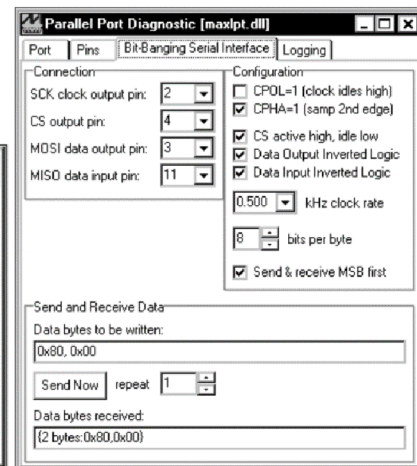 Parallel Port Diagnostic [maxlpt.dll]
Port Pins Bit-Banging Serial Interface Logging
Connection
SCK clock output pin: 2
CS output pin: 4
MOSI data output pin: 3
MISO data input pin: 11
Configuration
CPOL=1 (clock idles high)
CPHA=1 (samp 2nd edge)
CS active high, idle low
Data Output Inverted Logic
Data Input Inverted Logic
0.500 kHz clock rate
8 bits per byte
Send & receive MSB first
Send and Receive Data
Data bytes to be written:
0x80, 0x00
Send Now repeat 1
Data bytes received:
{2 bytes:0x80,0x00}